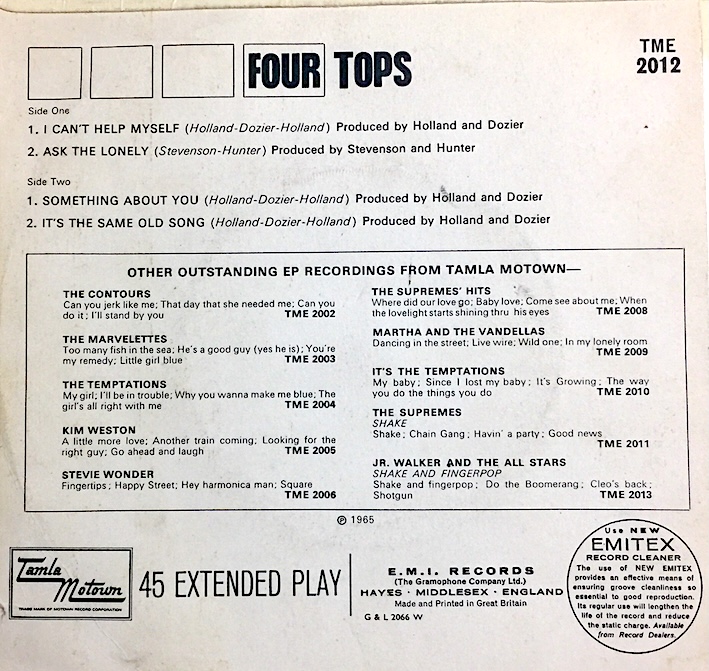 FOUR TOPS
TME
2012
Side One
1. I CAN'T HELP MYSELF (Holland-Dozier-Holland) Produced by Holland and Dozier
2. ASK THE LONELY (Stevenson-Hunter) Produced by Stevenson and Hunter
Side Two
1. SOMETHING ABOUT YOU (Holland-Dozier-Holland) Produced by Holland and Dozier
2. IT'S THE SAME OLD SONG (Holland-Dozier-Holland) Produced by Holland and Dozier
OTHER OUTSTANDING EP RECORDINGS FROM TAMLA MOTOWN—
THE CONTOURS
Can you jerk like me; That day that she needed me; Can you
do it; I'll stand by you TME 2002
THE MARVELETTES
Too many fish in the sea; He's a good guy (yes he is); You're
my remedy; Little girl blue TME 2003
THE TEMPTATIONS
My girl; I'll be in trouble; Why you wanna make me blue; The
girl's all right with me TME 2004
KIM WESTON
A little more love; Another train coming; Looking for the
right guy; Go ahead and laugh TME 2005
STEVIE WONDER
Fingertips; Happy Street; Hey harmonica man; Square
TME 2006
THE SUPREMES' HITS
Where did our love go; Baby love; Come see about me; When
the lovelight starts shining thru his eyes TME 2008
MARTHA AND THE VANDELLAS
Dancing in the street; Live wire; Wild one; In my lonely room
TME 2009
IT'S THE TEMPTATIONS
My baby; Since I lost my baby; It's Growing; The way
you do the things you do TME 2010
THE SUPREMES
SHAKE
Shake; Chain Gang; Havin' a party; Good news
TME 2011
JR. WALKER AND THE ALL STARS
SHAKE AND FINGERPOP
Shake and fingerpop; Do the Boomerang; Cleo's back;
Shotgun TME 2013
℗ 1965
Tamla
Motown
TRADE MARK OF MOTOWN RECORD CORPORATION
45 EXTENDED PLAY
E.M.I. RECORDS
(The Gramophone Company Ltd.)
HAYES · MIDDLESEX · ENGLAND
Made and Printed in Great Britain
G & L 2066 W
Use NEW
EMITEX
RECORD CLEANER
The use of NEW EMITEX
provides an effective means of
ensuring groove cleanliness so
essential to good reproduction.
Its regular use will lengthen the
life of the record and reduce
the static charge. Available
from Record Dealers.